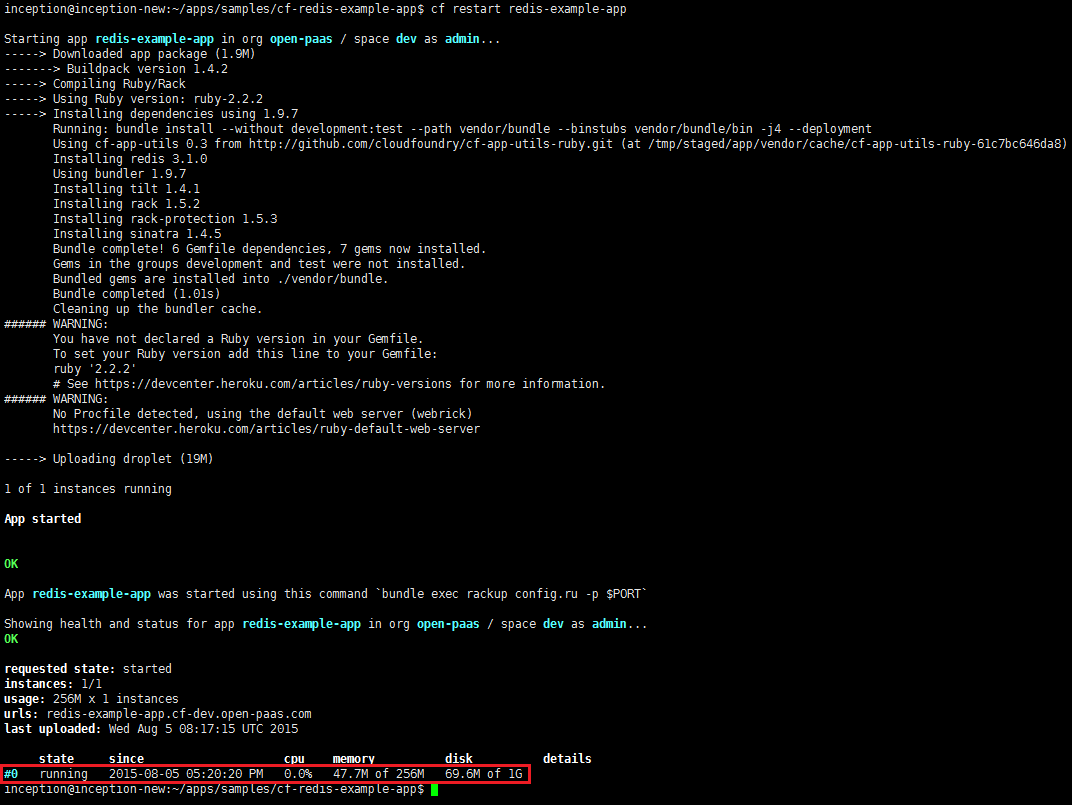 inception@inception-new:~/apps/samples/cf-redis-example-app$ cf restart redis-example-app
Starting app redis-example-app in org open-paas / space dev as admin...
-----> Downloaded app package (1.9M)
-------> Buildpack version 1.4.2
-----> Compiling Ruby/Rack
-----> Using Ruby version: ruby-2.2.2
-----> Installing dependencies using 1.9.7
Running: bundle install --without development:test --path vendor/bundle --binstubs vendor/bundle/bin -j4 --deployment
Using cf-app-utils 0.3 from http://github.com/cloudfoundry/cf-app-utils-ruby.git (at /tmp/staged/app/vendor/cache/cf-app-utils-ruby-61c7bc646da8)
Installing redis 3.1.0
Using bundler 1.9.7
Installing tilt 1.4.1
Installing rack 1.5.2
Installing rack-protection 1.5.3
Installing sinatra 1.4.5
Bundle complete! 6 Gemfile dependencies, 7 gems now installed.
Gems in the groups development and test were not installed.
Bundled gems are installed into ./vendor/bundle.
Bundle completed (1.01s)
Cleaning up the bundler cache.
###### WARNING:
You have not declared a Ruby version in your Gemfile.
To set your Ruby version add this line to your Gemfile:
ruby '2.2.2'
# See https://devcenter.heroku.com/articles/ruby-versions for more information.
###### WARNING:
No Procfile detected, using the default web server (webrick)
https://devcenter.heroku.com/articles/ruby-default-web-server
-----> Uploading droplet (19M)
1 of 1 instances running
App started
OK
App redis-example-app was started using this command `bundle exec rackup config.ru -p $PORT`
Showing health and status for app redis-example-app in org open-paas / space dev as admin...
OK
requested state: started
instances: 1/1
usage: 256M x 1 instances
urls: redis-example-app.cf-dev.open-paas.com
last uploaded: Wed Aug 5 08:17:15 UTC 2015
state since cpu memory disk details
#0 running 2015-08-05 05:20:20 PM 0.0% 47.7M of 256M 69.6M of 1G
inception@inception-new:~/apps/samples/cf-redis-example-app$